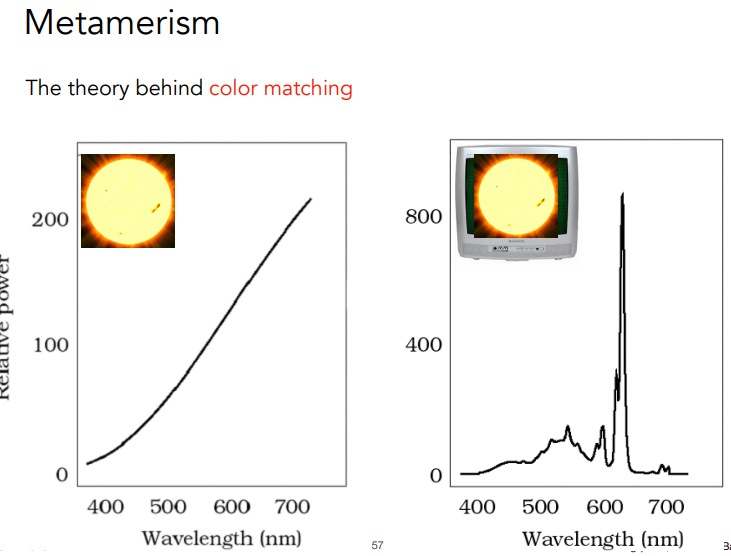 Metamerism
The theory behind color matching
Relative power
200
100
0
400 500 600 700
Wavelength (nm)
800
400
0
400 500 600 700
Wavelength (nm)
57